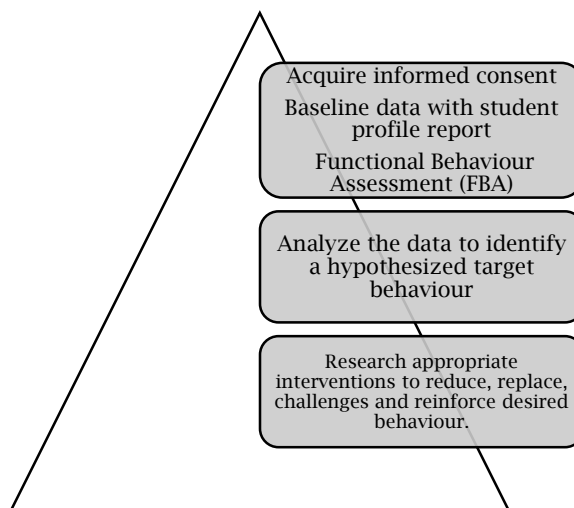 Acquire informed consent
Baseline data with student
profile report
Functional Behaviour
Assessment (FBA)
Analyze the data to identify
a hypothesized target
behaviour
Research appropriate
interventions to reduce, replace,
challenges and reinforce desired
behaviour.